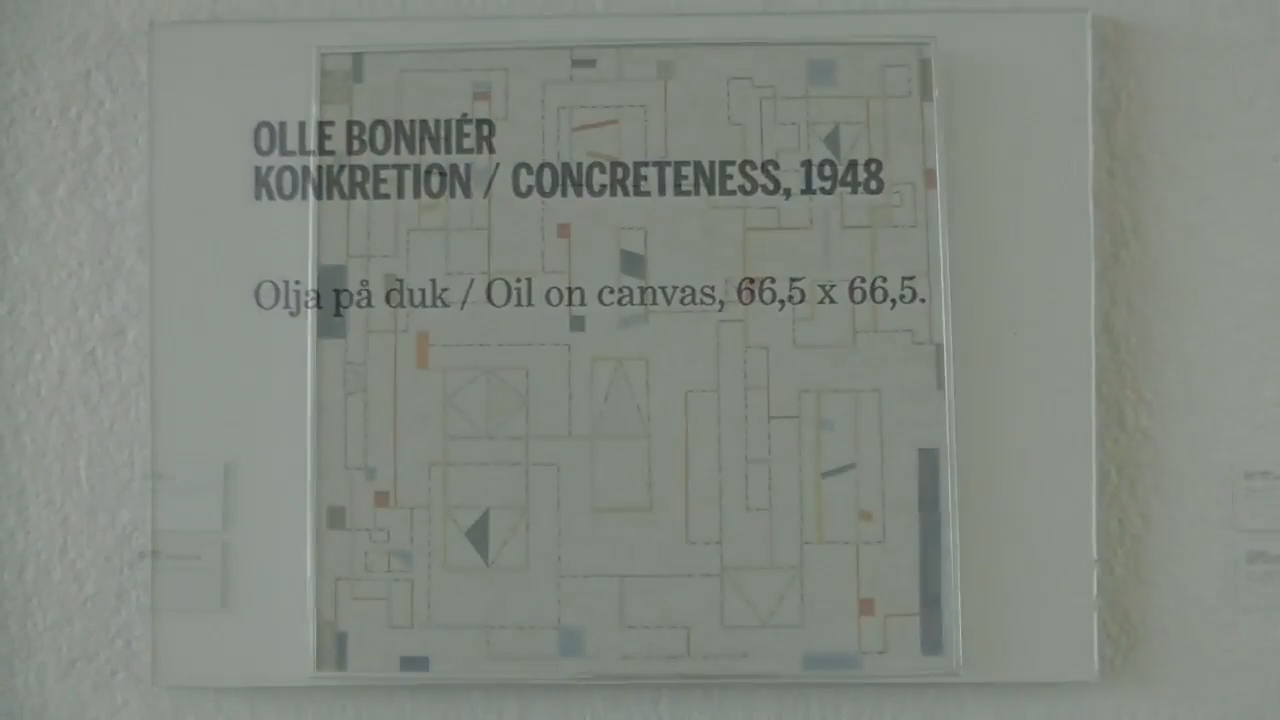 OLLE BONNIÉR
KONKRETION / CONCRETENESS, 1948
Olja på duk / Oil on canvas, 66,5 x 66,5.